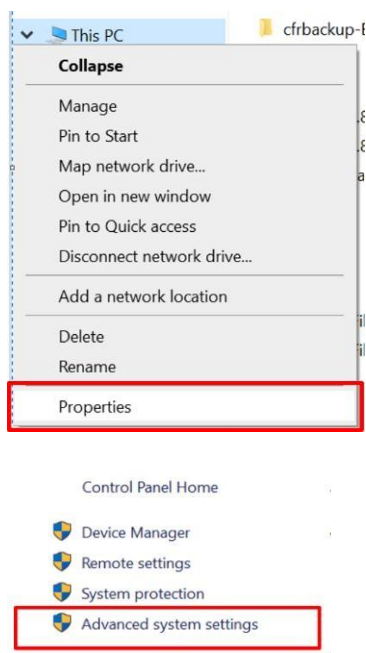 This PC
cfrbackup-
Collapse
Manage
Pin to Start
Map network drive...
Open in new window
Pin to Quick access
Disconnect network drive...
Add a network location
Delete
Rename
Properties
Control Panel Home
Device Manager
Remote settings
System protection
Advanced system settings